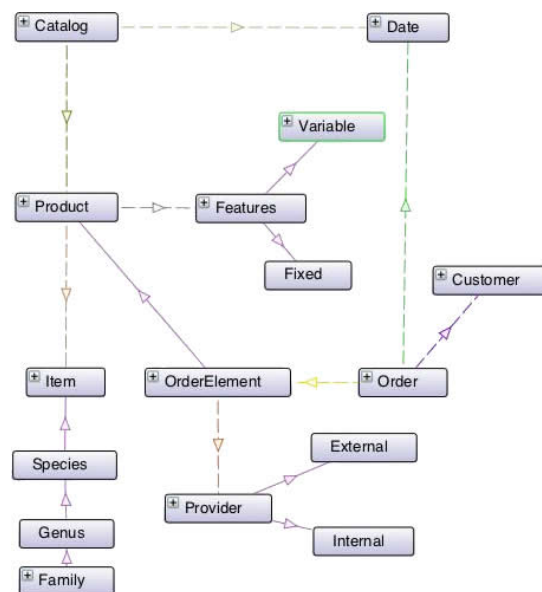 Catalog
Date
Variable
Product
Features
Fixed
Customer
Item
OrderElement
Order
External
Species
Provider
Genus
Internal
Family